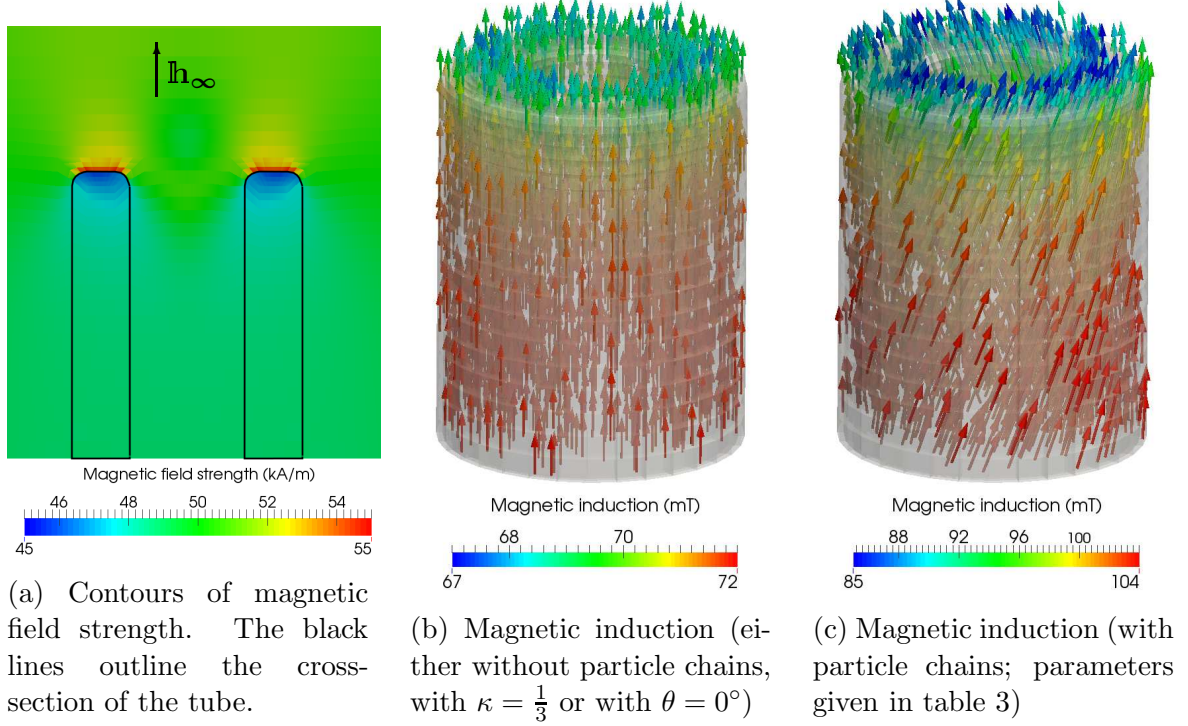 𝕙∞
Magnetic field strength (kA/m)
46 48 50 52 54
45 55
(a) Contours of magnetic
field strength. The black
lines outline the cross-
section of the tube.
Magnetic induction (mT)
68 70
67 72
(b) Magnetic induction (ei-
ther without particle chains,
with κ = 1/3 or with θ = 0°)
Magnetic induction (mT)
88 92 96 100
85 104
(c) Magnetic induction (with
particle chains; parameters
given in table 3)